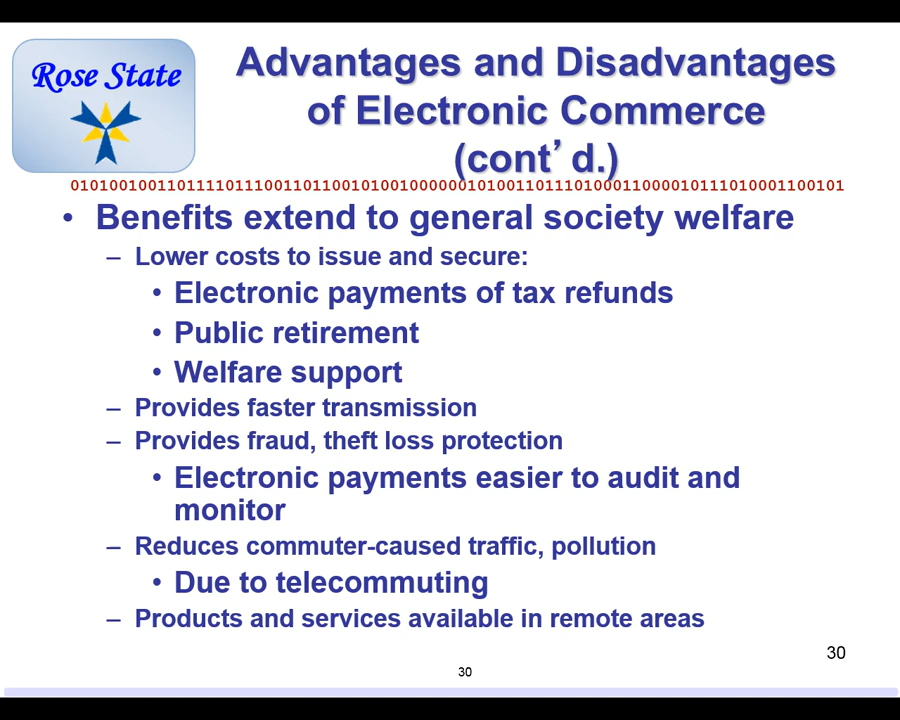 Rose State
Advantages and Disadvantages
of Electronic Commerce
(cont’d.)
0101001001101111011100110110010100100000010100110111010001100001011101000110​0101
• Benefits extend to general society welfare
– Lower costs to issue and secure:
• Electronic payments of tax refunds
• Public retirement
• Welfare support
– Provides faster transmission
– Provides fraud, theft loss protection
• Electronic payments easier to audit and
monitor
– Reduces commuter-caused traffic, pollution
• Due to telecommuting
– Products and services available in remote areas
30
30